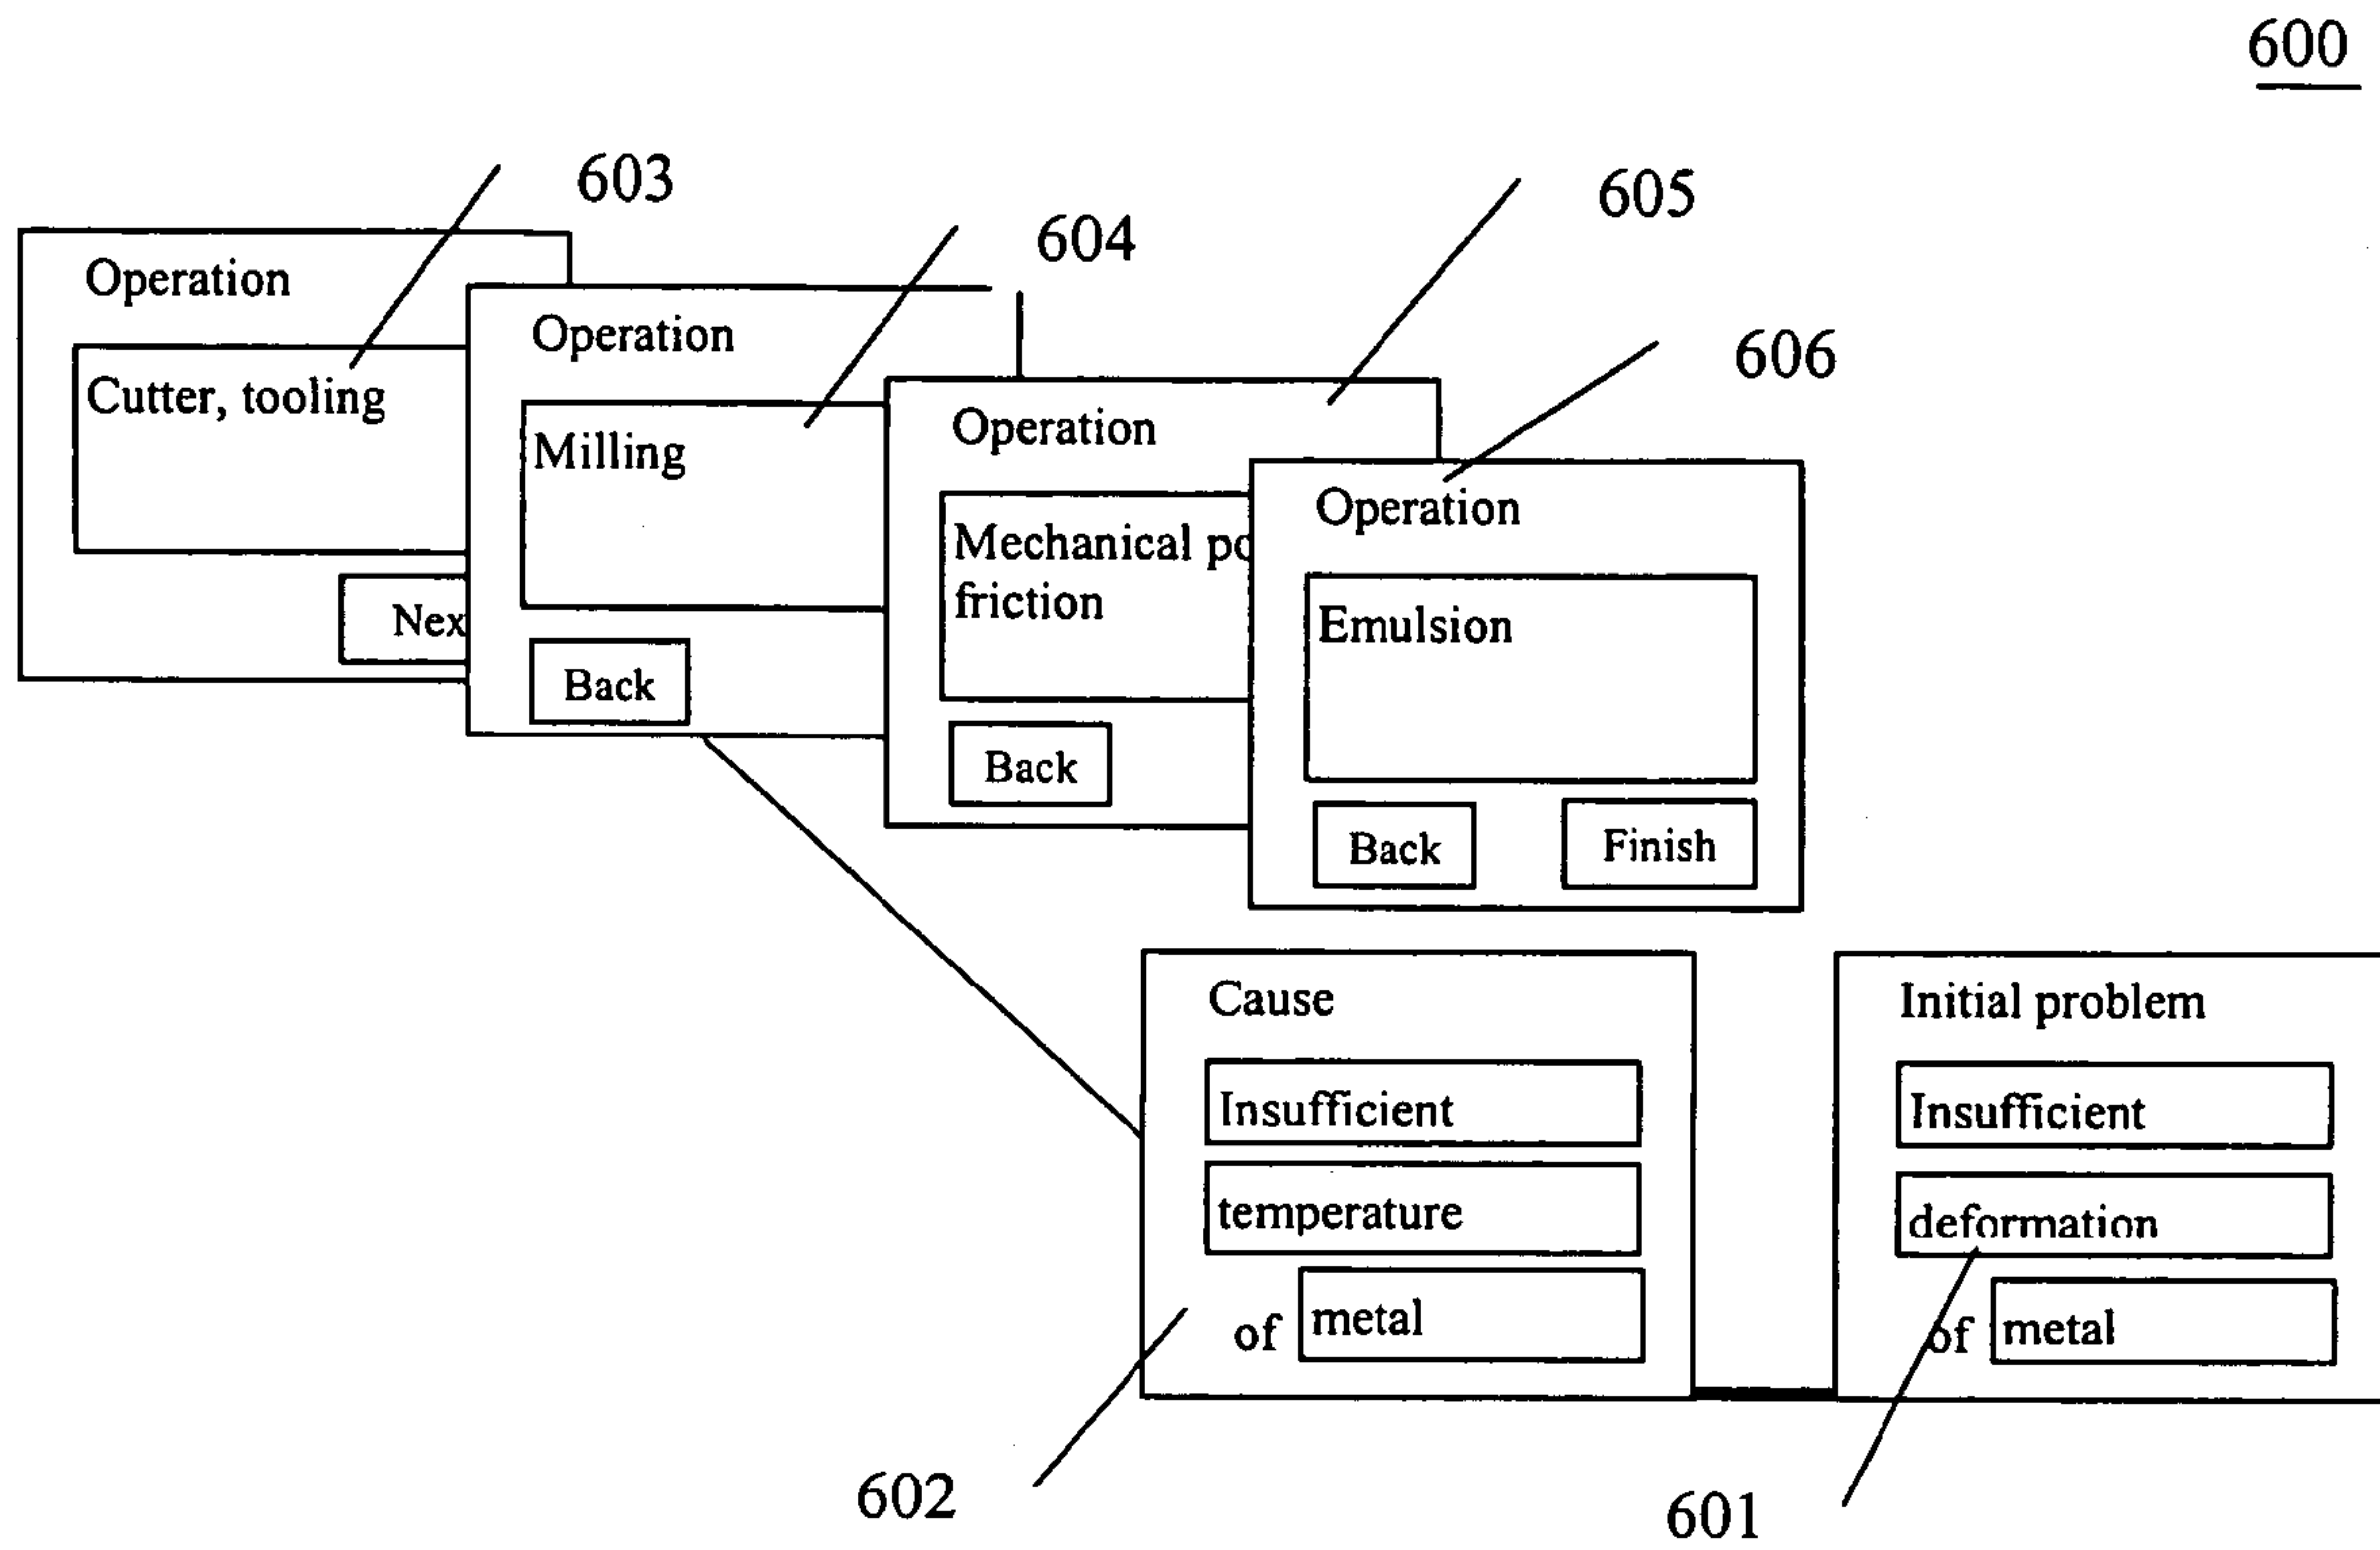 600
603
604
605
606
Operation
Cutter, tooling
Nex
Operation
Milling
Back
Operation
Mechanical po
friction
Back
Operation
Emulsion
Back
Finish
Cause
Insufficient
temperature
of metal
602
Initial problem
Insufficient
deformation
of metal
601